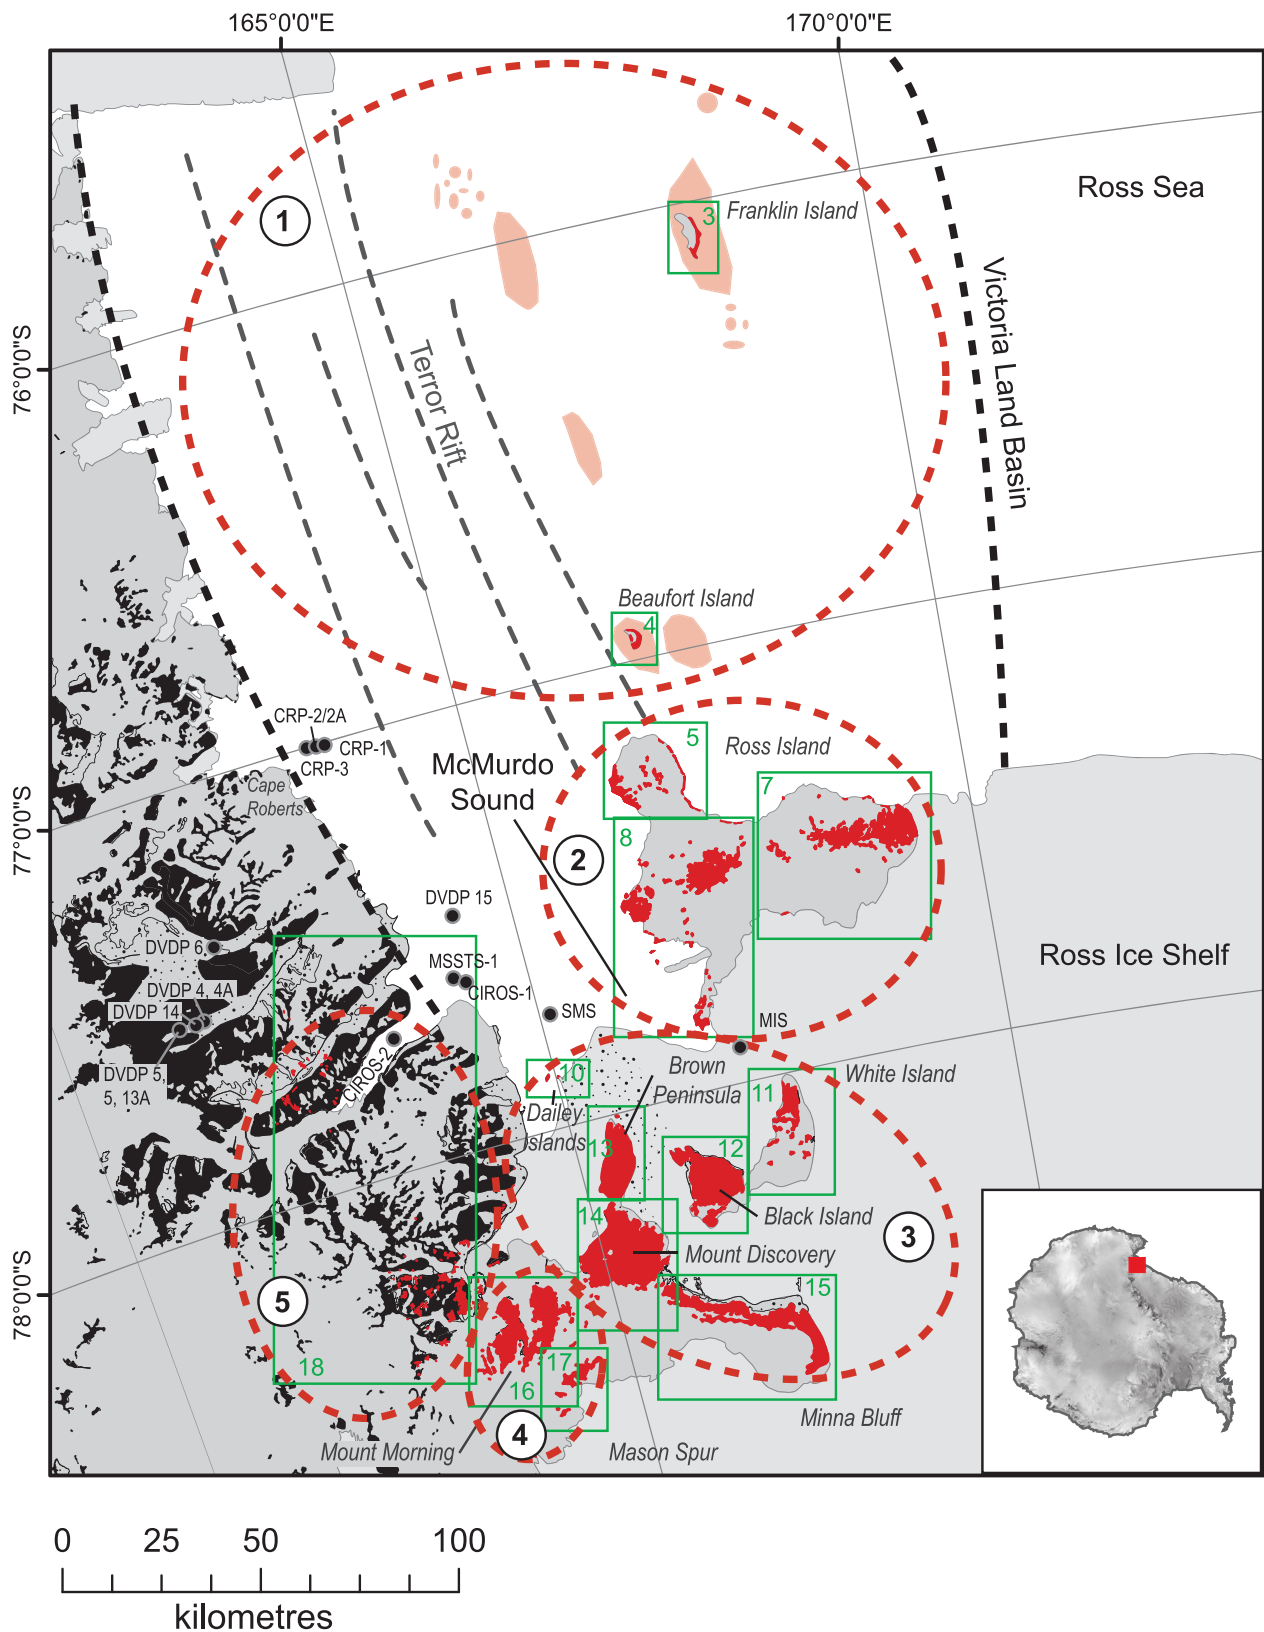 165°0'0"E
170°0'0"E
Ross Sea
1
3
Franklin Island
76°0'0"S
Terror Rift
Victoria Land Basin
Beaufort Island
4
CRP-2/2A
CRP-1
CRP-3
Cape
Roberts
McMurdo
Sound
5
Ross Island
7
77°0'0"S
8
2
DVDP 15
DVDP 6
MSSTS-1
CIROS-1
DVDP 4, 4A
DVDP 14
SMS
MIS
Ross Ice Shelf
DVDP 5,
5, 13A
CIROS-2
10
Dailey
Islands
Brown
Peninsula
11
White Island
13
12
Black Island
14
Mount Discovery
3
78°0'0"S
5
15
18
16
17
4
Mount Morning
Mason Spur
Minna Bluff
0 25 50 100
kilometres